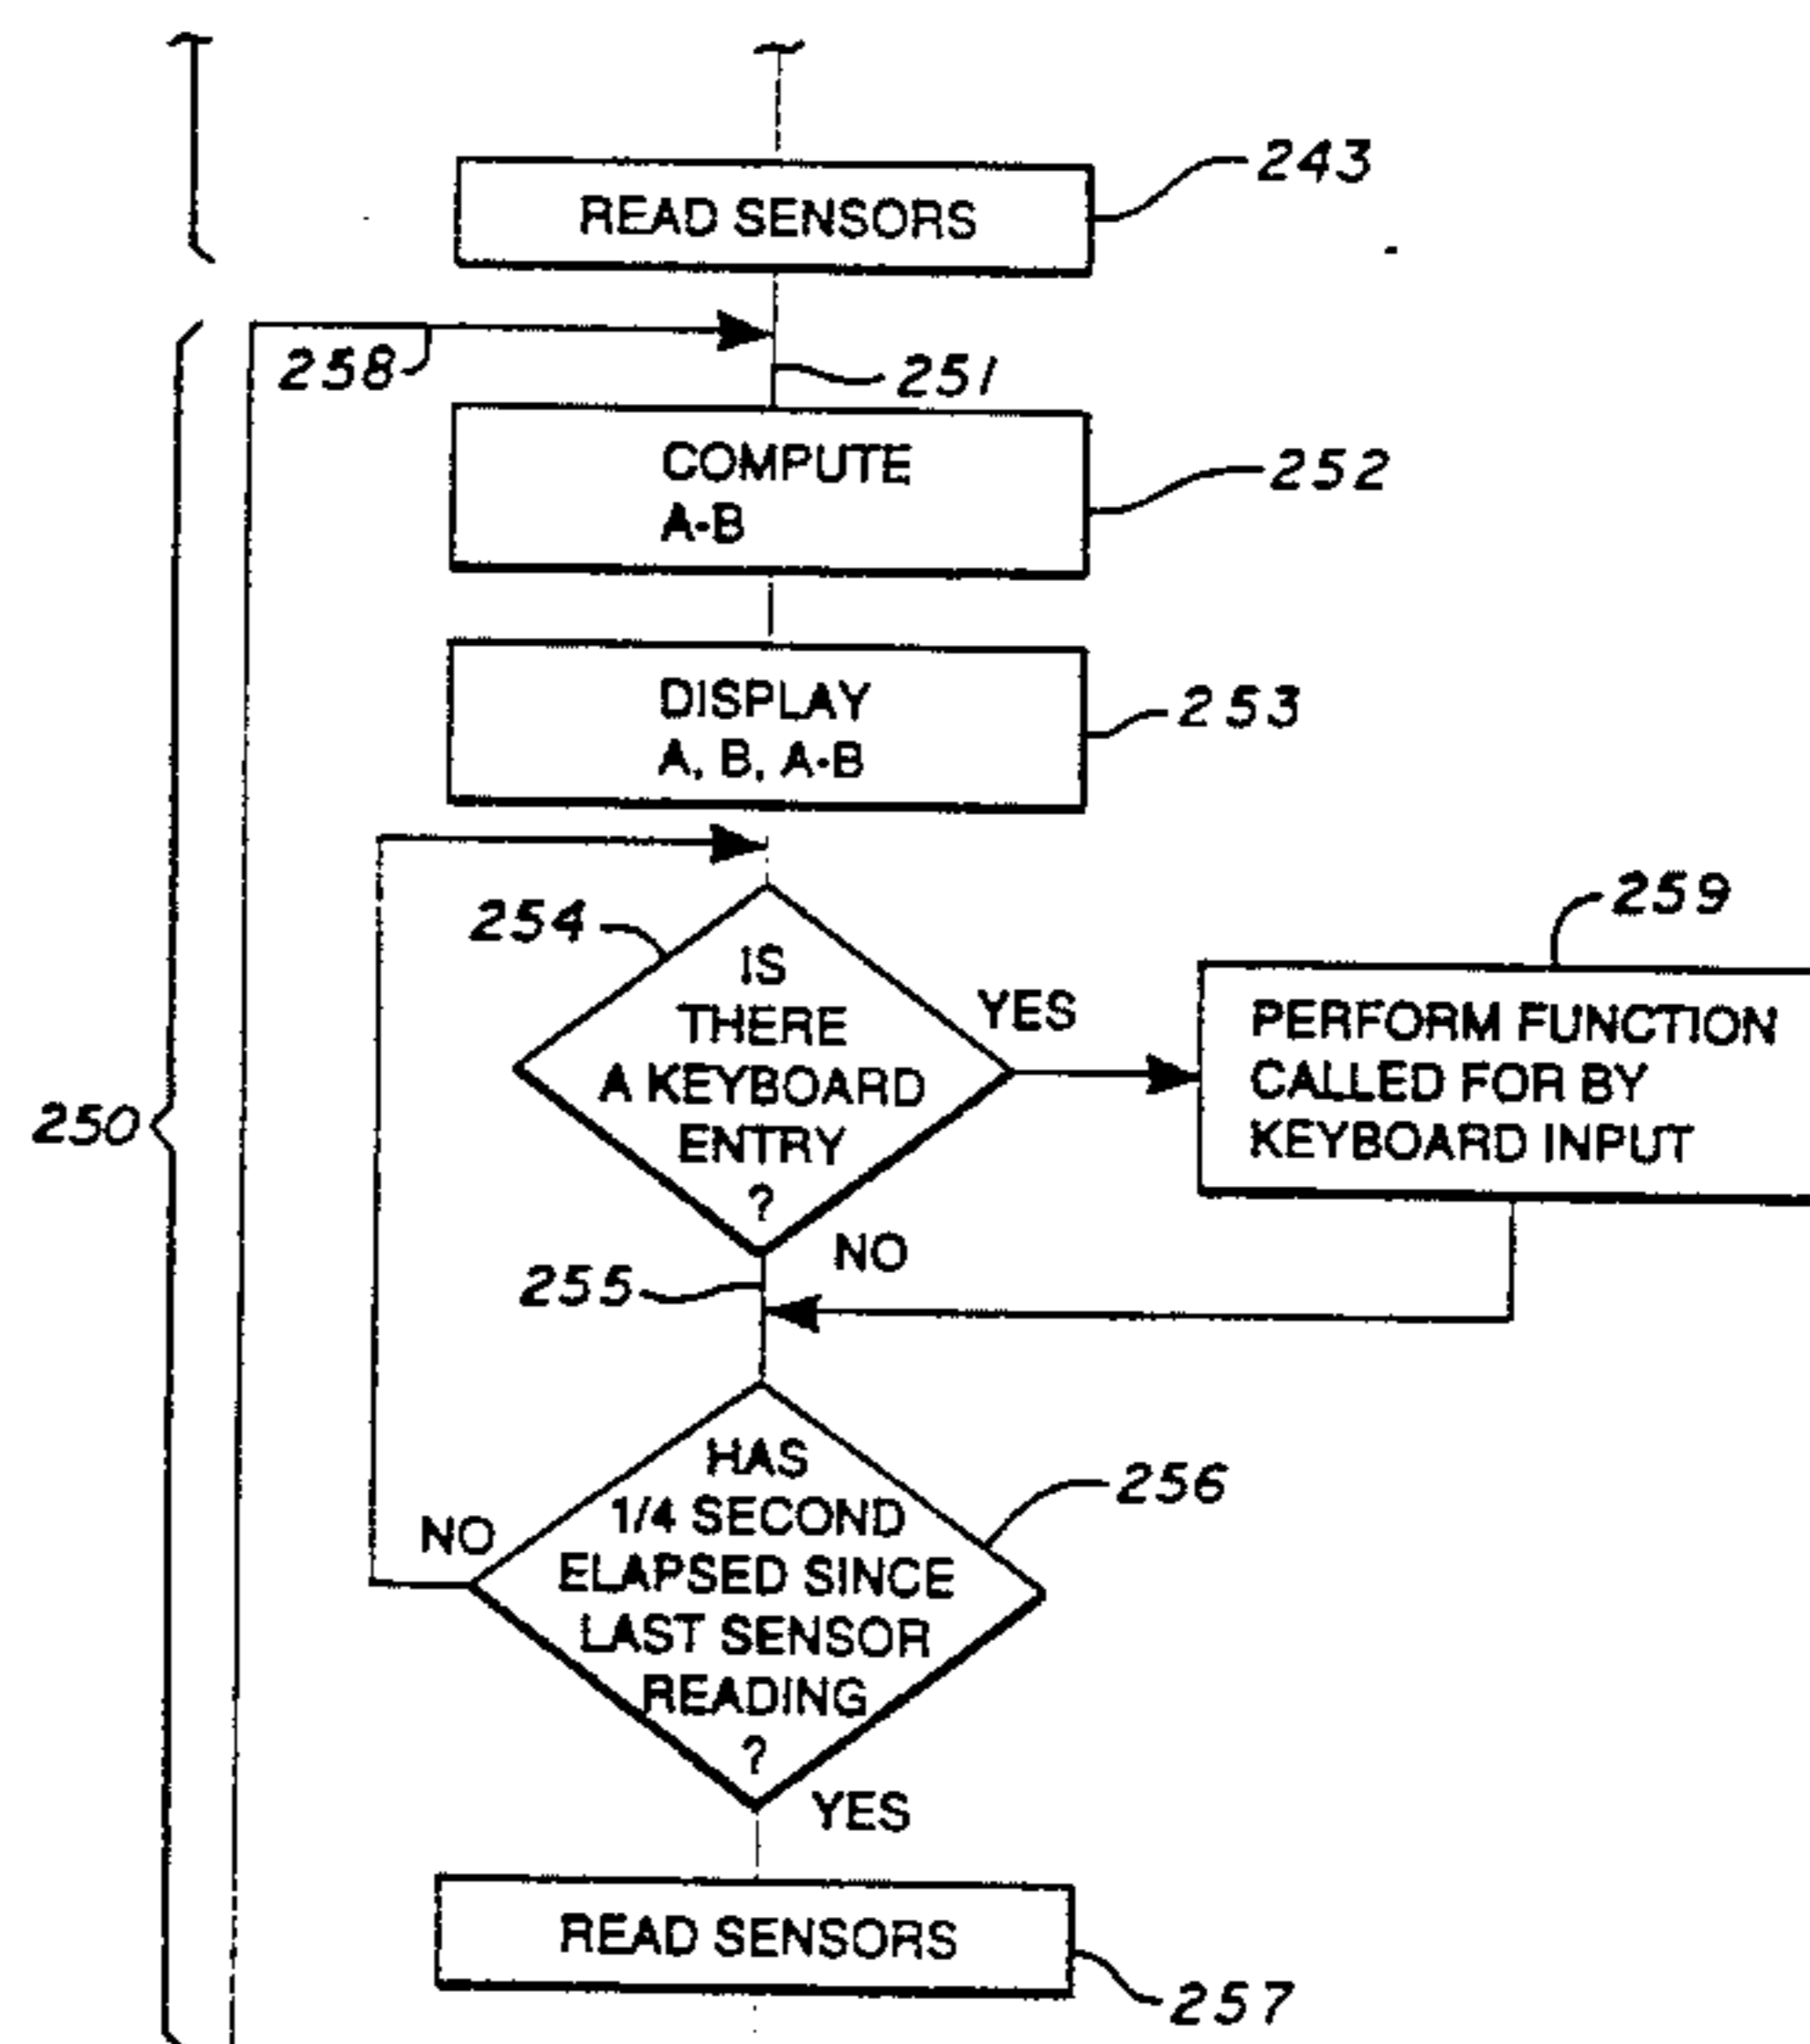 243
READ SENSORS
258
251
COMPUTE
A-B
252
DISPLAY
A, B, A-B
253
254
IS
THERE
A KEYBOARD
ENTRY
?
YES
259
PERFORM FUNCTION
CALLED FOR BY
KEYBOARD INPUT
250
NO
255
HAS
1/4 SECOND
ELAPSED SINCE
LAST SENSOR
READING
?
256
NO
YES
READ SENSORS
257